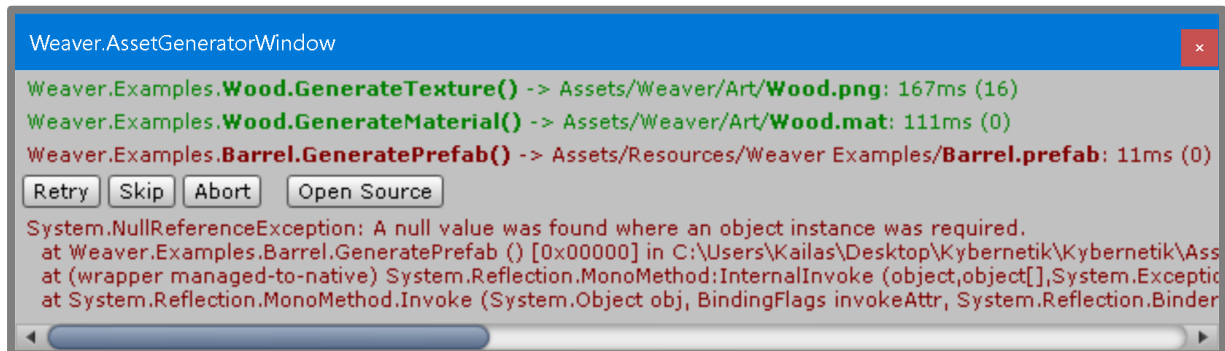 Weaver.AssetGeneratorWindow
Weaver.Examples.Wood.GenerateTexture() -> Assets/Weaver/Art/Wood.png: 167ms (16)
Weaver.Examples.Wood.GenerateMaterial() -> Assets/Weaver/Art/Wood.mat: 111ms (0)
Weaver.Examples.Barrel.GeneratePrefab() -> Assets/Resources/Weaver Examples/Barrel.prefab: 11ms (0)
Retry Skip Abort Open Source
System.NullReferenceException: A null value was found where an object instance was required.
at Weaver.Examples.Barrel.GeneratePrefab () [0x00000] in C:\Users\Kailas\Desktop\Kybernetik\Kybernetik\Ass
at (wrapper managed-to-native) System.Reflection.MonoMethod:InternalInvoke (object,object[],System.Exceptio
at System.Reflection.MonoMethod.Invoke (System.Object obj, BindingFlags invokeAttr, System.Reflection.Binder